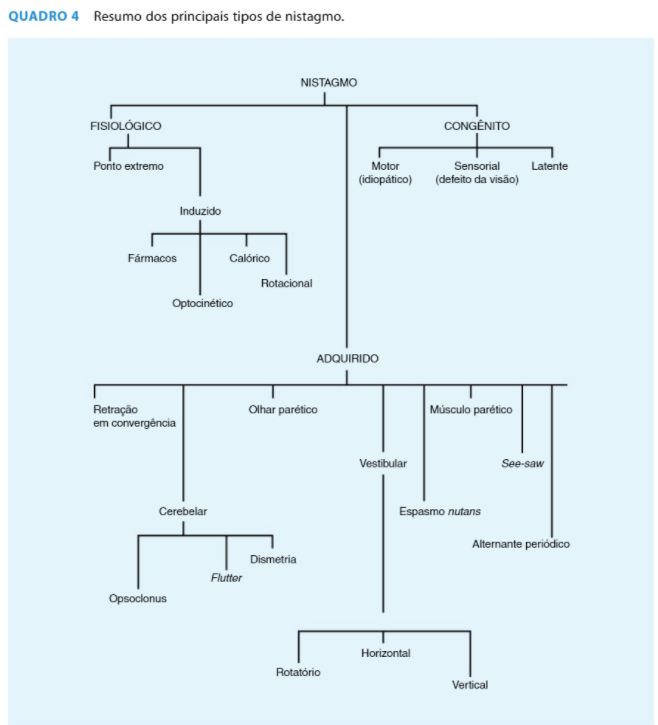 QUADRO 4 Resumo dos principais tipos de nistagmo.
NISTAGMO
FISIOLÓGICO
CONGÊNITO
Ponto extremo
Motor
(idiopático)
Sensorial
(defeito da visão)
Latente
Induzido
Fármacos
Calórico
Rotacional
Optocinético
ADQUIRIDO
Retração
em convergência
Olhar parético
Músculo parético
Vestibular
See-saw
Cerebelar
Espasmo nutans
Alternante periódico
Dismetria
Flutter
Opsoclonus
Horizontal
Rotatório
Vertical